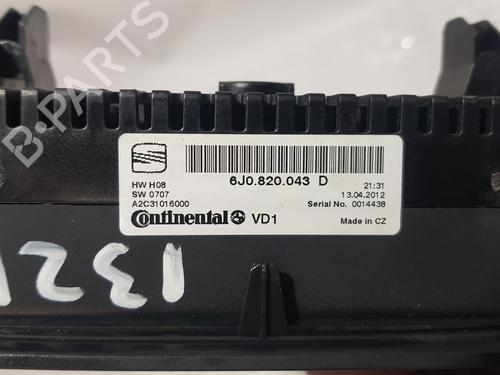 B-PARTS
6J0.820.043 D
HW H08
SW 0707
A2C31016000
21:31
13.04.2012
Serial No. 0014438
Continental VD1
Made in CZ